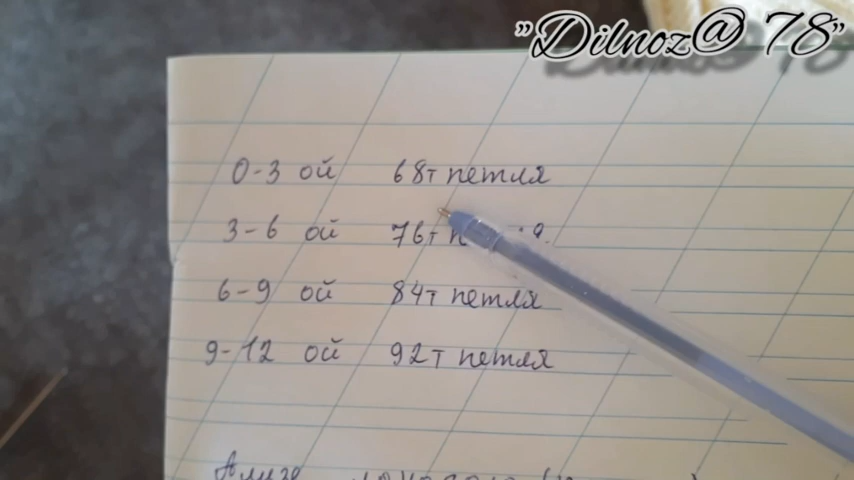 "Dilnoz@ 78"
0-3 ой 68т петля
3-6 ой 76т
6-9 ой 84т петля
9-12 ой 92т петля